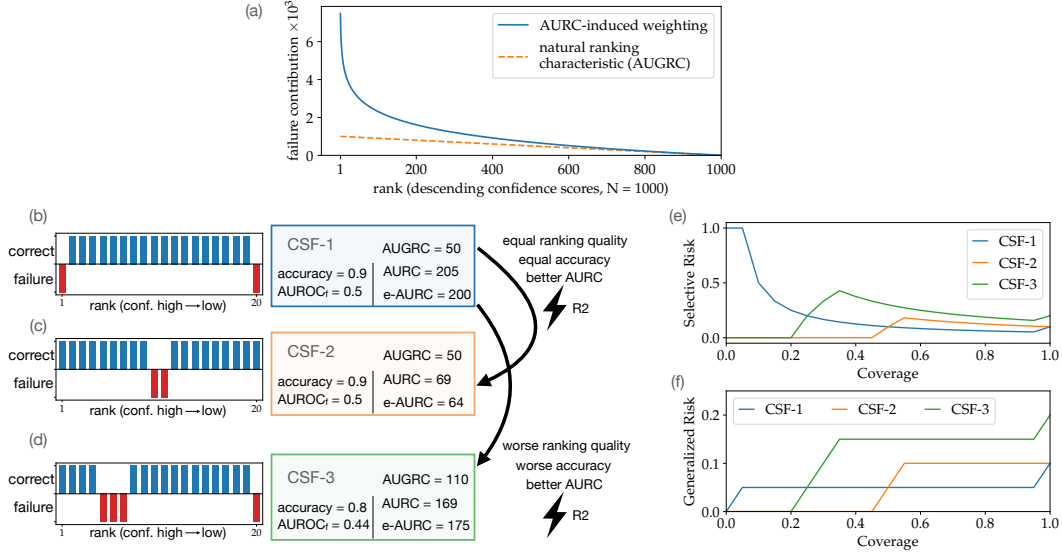 (a)
failure contribution ×10³
6
4
2
0
AURC-induced weighting
natural ranking
characteristic (AUGRC)
1
200
400
600
800
1000
rank (descending confidence scores, N = 1000)
(b)
correct
failure
1
20
rank (conf. high → low)
CSF-1
AUGRC = 50
accuracy = 0.9
AURC = 205
AUROCf = 0.5
e-AURC = 200
equal ranking quality
equal accuracy
better AURC
R2
(c)
correct
failure
1
20
rank (conf. high → low)
CSF-2
AUGRC = 50
accuracy = 0.9
AURC = 69
AUROCf = 0.5
e-AURC = 64
(d)
correct
failure
1
20
rank (conf. high → low)
CSF-3
AUGRC = 110
accuracy = 0.8
AURC = 169
AUROCf = 0.44
e-AURC = 175
worse ranking quality
worse accuracy
better AURC
R2
(e)
Selective Risk
1.0
0.5
0.0
CSF-1
CSF-2
CSF-3
0.0
0.2
0.4
0.6
0.8
1.0
Coverage
(f)
Generalized Risk
0.2
0.1
0.0
CSF-1
CSF-2
CSF-3
0.0
0.2
0.4
0.6
0.8
1.0
Coverage